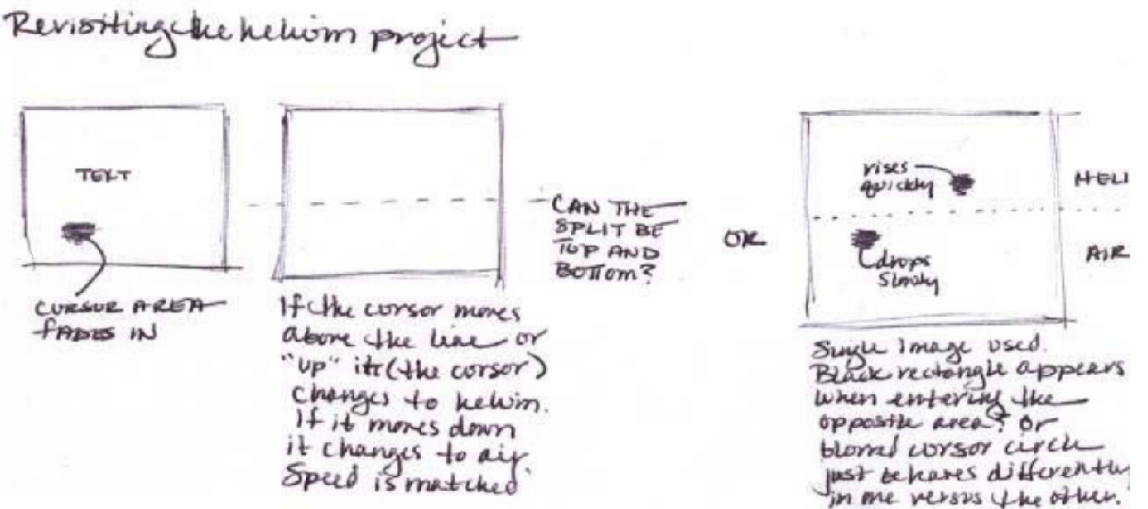 Revisiting the helium project
TEXT
CURSOR AREA
FADES IN
If the cursor moves
above the line or
"up" it (the cursor)
changes to helium.
If it moves down
it changes to air.
Speed is matched
CAN THE
SPLIT BE
TOP AND
BOTTOM?
OR
rises
quickly
HELI
drops
slowly
AIR
Single image used.
Black rectangle appears
when entering the
opposite area? or
blurred cursor circle
just behaves differently
in one versus the other.